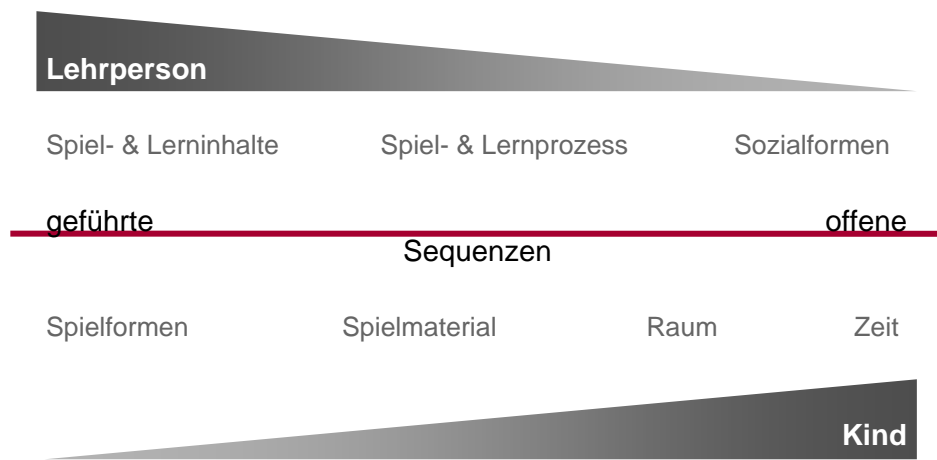 Lehrperson
Spiel- & Lerninhalte Spiel- & Lernprozess Sozialformen
geführte offene
Sequenzen
Spielformen Spielmaterial Raum Zeit
Kind